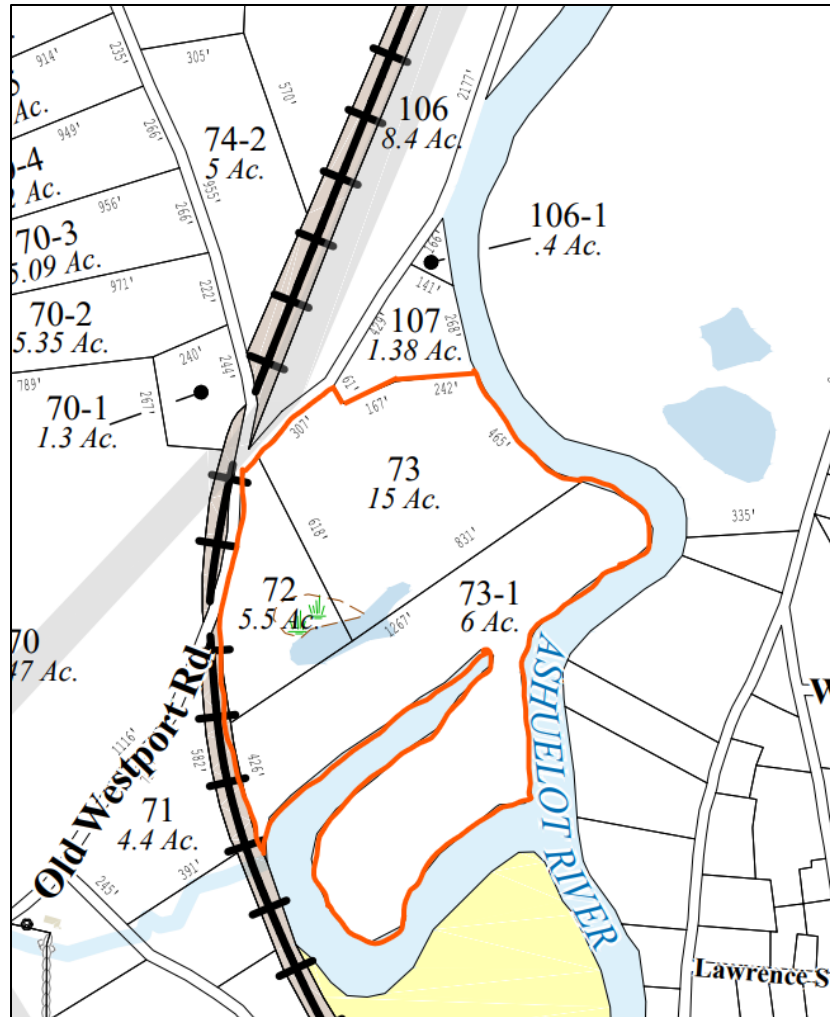 914'
235'
305'
570'
2177'
Ac.
106
8.4 Ac.
949'
266'
74-2
5 Ac.
-4
Ac.
955'
956'
266'
106-1
.4 Ac.
70-3
5.09 Ac.
166'
971'
222'
141'
70-2
5.35 Ac.
429'
107
1.38 Ac.
268'
240'
244'
789'
267'
61'
167'
242'
70-1
1.3 Ac.
307'
465'
73
15 Ac.
335'
618'
831'
72
5.5 Ac.
73-1
6 Ac.
1267'
70
47 Ac.
W
Old Westport Rd
1116'
582'
426'
71
4.4 Ac.
391'
245'
ASHUELOT RIVER
Lawrence S